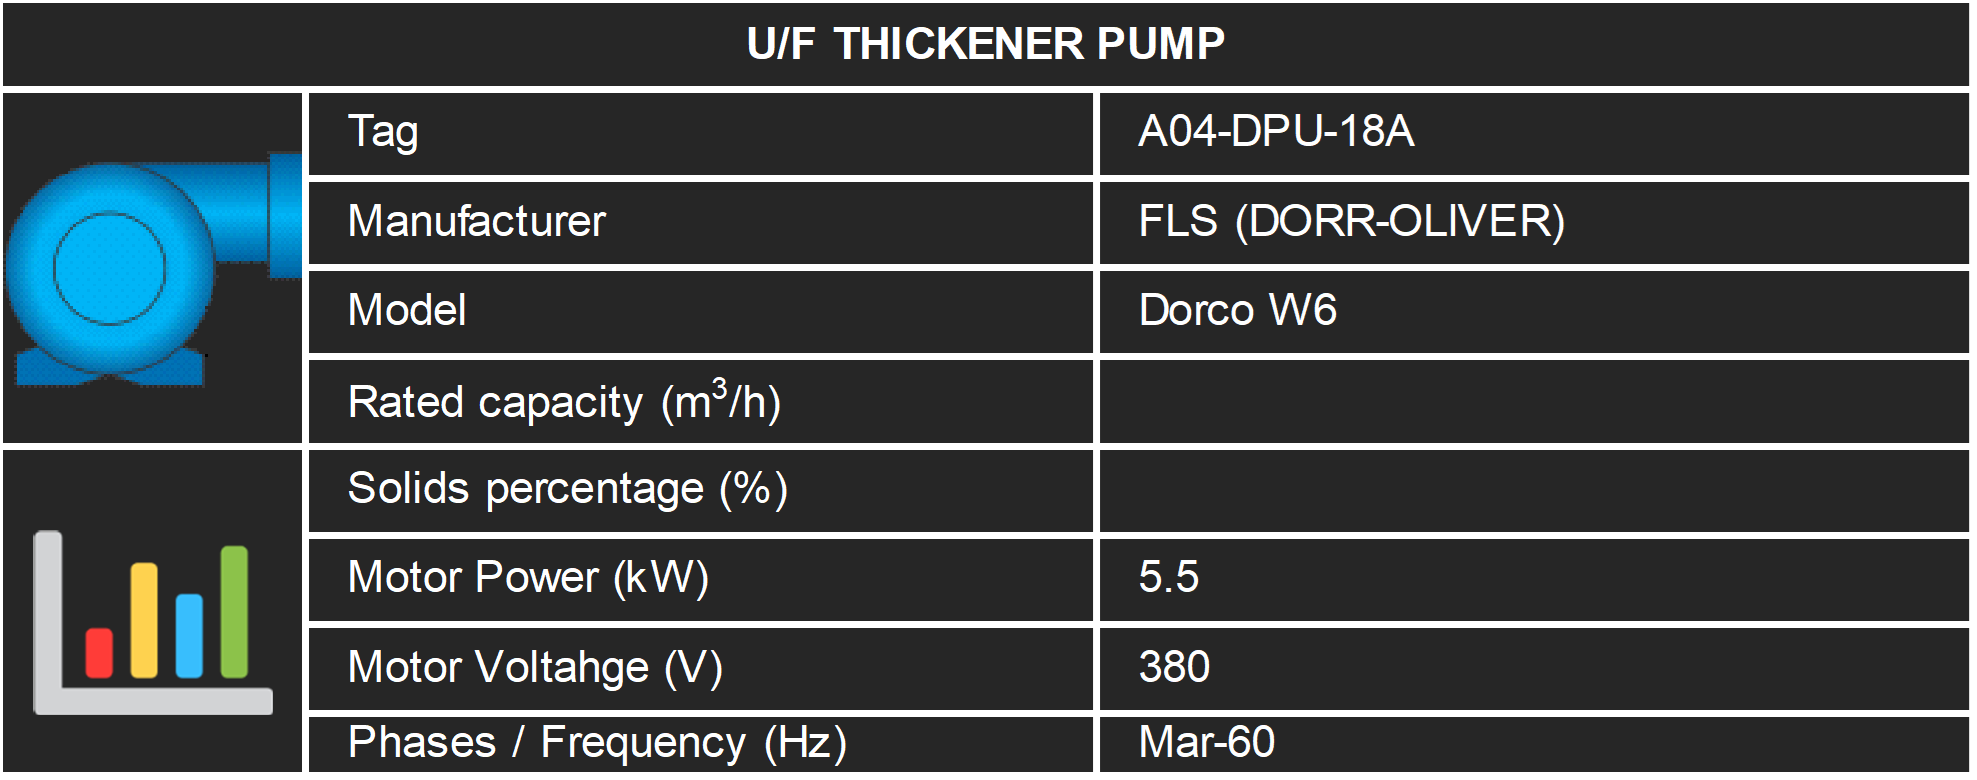 U/F THICKENER PUMP
Tag A04-DPU-18A
Manufacturer FLS (DORR-OLIVER)
Model Dorco W6
Rated capacity (m³/h)
Solids percentage (%)
Motor Power (kW) 5.5
Motor Voltahge (V) 380
Phases / Frequency (Hz) Mar-60